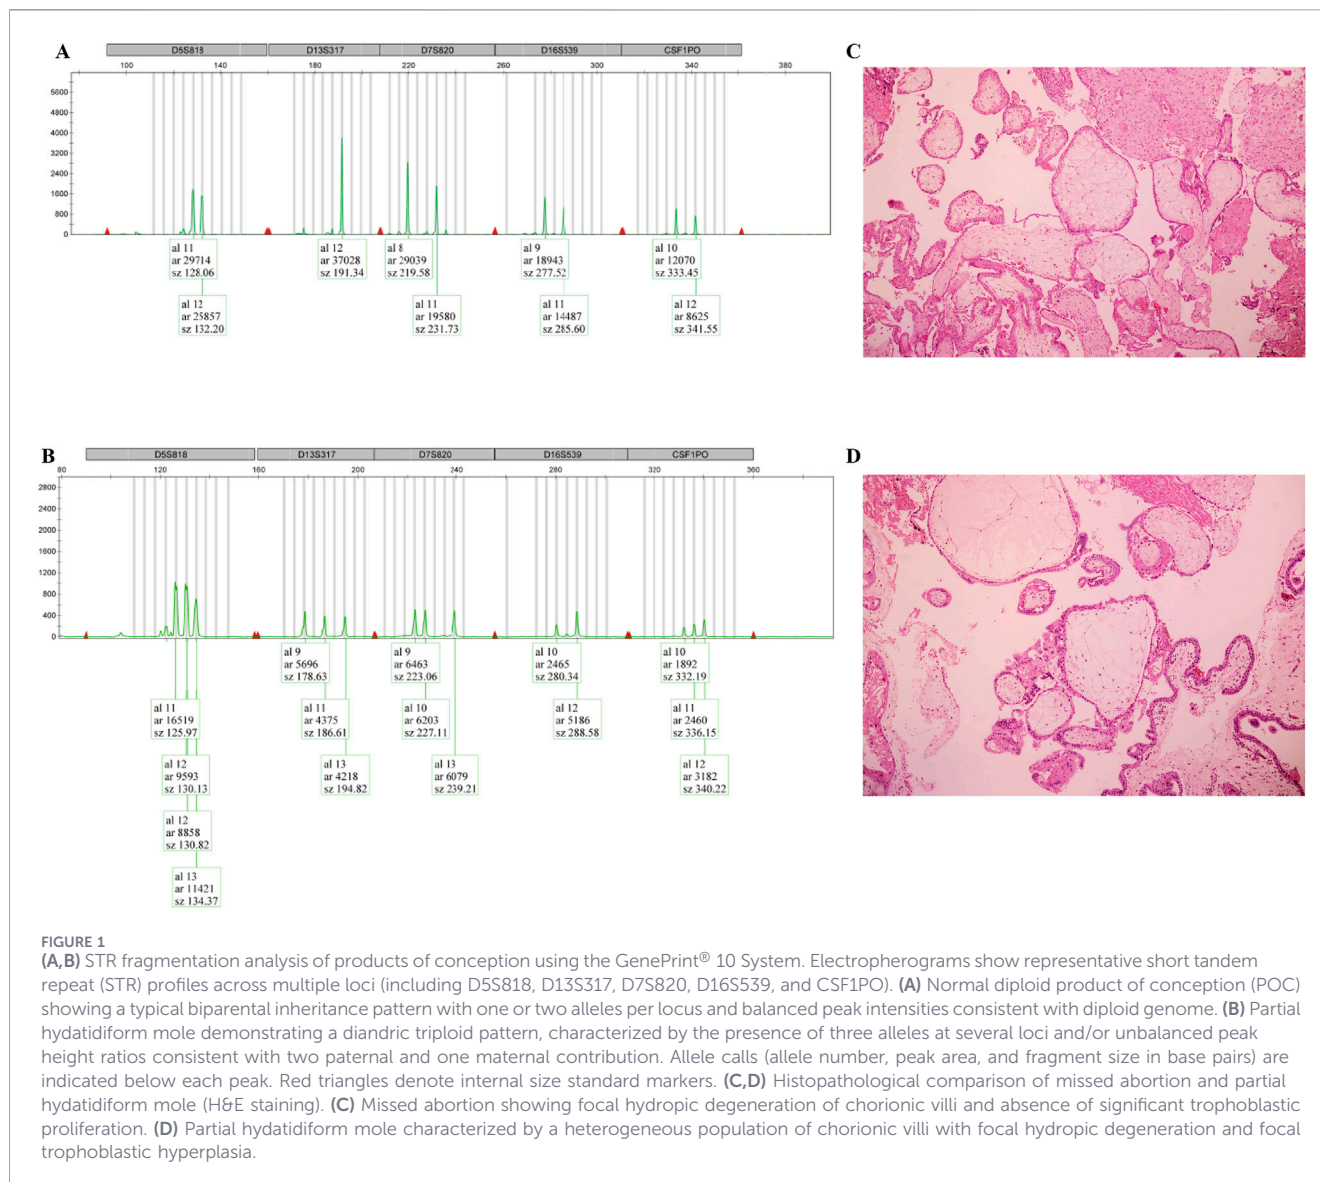 A
D5S818 D13S317 D7S820 D16S539 CSF1PO
100 140 180 220 260 300 340 380
5600
4800
4000
3200
2400
1600
800
0
al 11
ar 29714
sz 128.06
al 12
ar 25857
sz 132.20
al 12
ar 37028
sz 191.34
al 8
ar 29039
sz 219.58
al 11
ar 19580
sz 231.73
al 9
ar 18943
sz 277.52
al 11
ar 14487
sz 285.60
al 10
ar 12070
sz 333.45
al 12
ar 8625
sz 341.55
C
B
D5S818 D13S317 D7S820 D16S539 CSF1PO
80 120 160 200 240 280 320 360
2800
2400
2000
1600
1200
800
400
0
al 11
ar 16519
sz 125.97
al 12
ar 9593
sz 130.13
al 12
ar 8858
sz 130.82
al 13
ar 11421
sz 134.37
al 9
ar 5696
sz 178.63
al 11
ar 4375
sz 186.61
al 13
ar 4218
sz 194.82
al 9
ar 6463
sz 223.06
al 10
ar 6203
sz 227.11
al 13
ar 6079
sz 239.21
al 10
ar 2465
sz 280.34
al 12
ar 5186
sz 288.58
al 10
ar 1892
sz 332.19
al 11
ar 2460
sz 336.15
al 12
ar 3182
sz 340.22
D
FIGURE 1
(A,B) STR fragmentation analysis of products of conception using the GenePrint® 10 System. Electropherograms show representative short tandem
repeat (STR) profiles across multiple loci (including D5S818, D13S317, D7S820, D16S539, and CSF1PO). (A) Normal diploid product of conception (POC)
showing a typical biparental inheritance pattern with one or two alleles per locus and balanced peak intensities consistent with diploid genome. (B) Partial
hydatidiform mole demonstrating a diandric triploid pattern, characterized by the presence of three alleles at several loci and/or unbalanced peak
height ratios consistent with two paternal and one maternal contribution. Allele calls (allele number, peak area, and fragment size in base pairs) are
indicated below each peak. Red triangles denote internal size standard markers. (C,D) Histopathological comparison of missed abortion and partial
hydatidiform mole (H&E staining). (C) Missed abortion showing focal hydropic degeneration of chorionic villi and absence of significant trophoblastic
proliferation. (D) Partial hydatidiform mole characterized by a heterogeneous population of chorionic villi with focal hydropic degeneration and focal
trophoblastic hyperplasia.